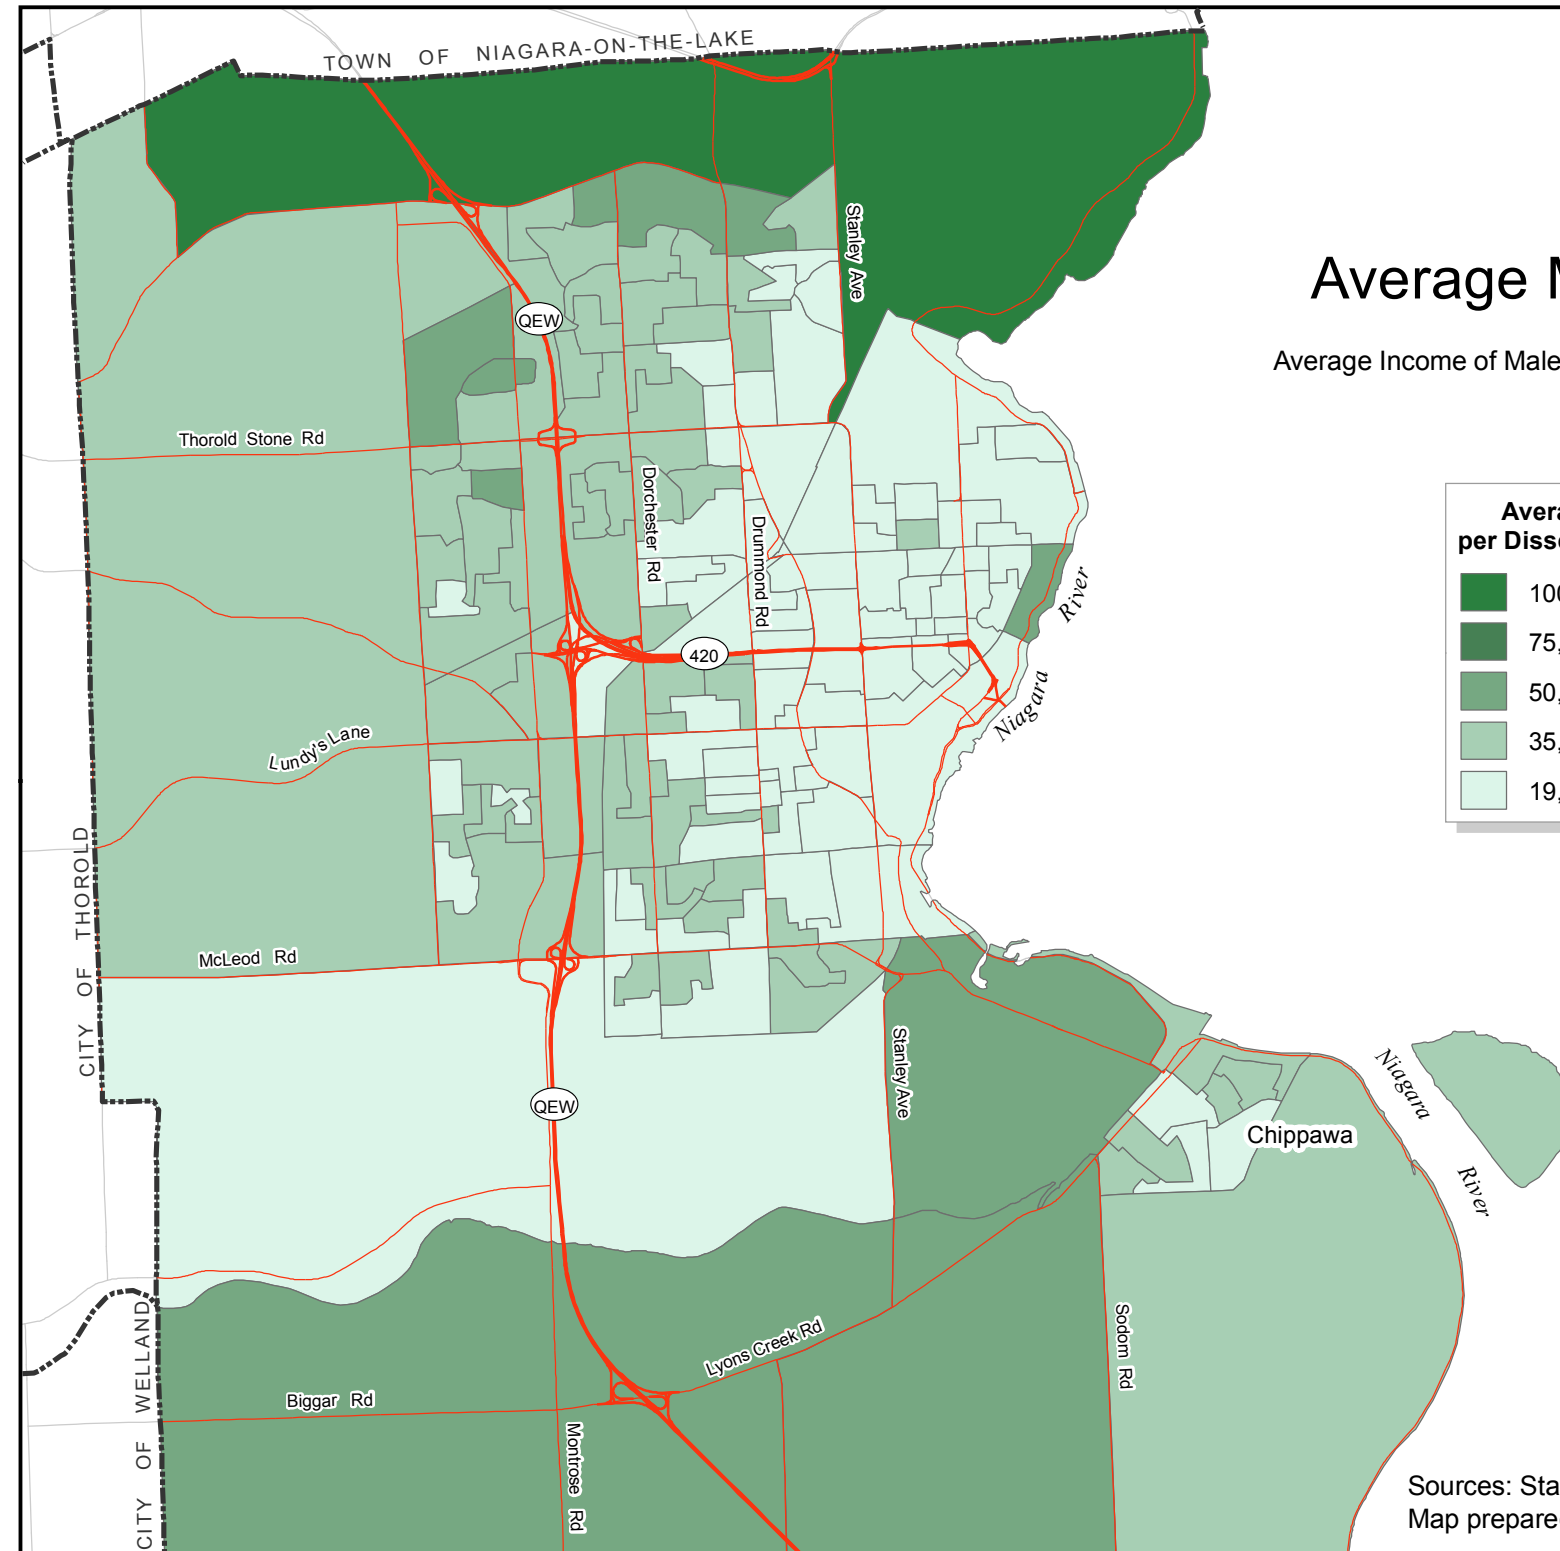 TOWN OF NIAGARA-ON-THE-LAKE
Stanley Ave
Average M
QEW
Average Income of Male
Thorold Stone Rd
Dorchester Rd
Drummond Rd
Avera
per Disse
100
75,
50,
35,
19,
Niagara River
420
Lundy's Lane
CITY OF THOROLD
McLeod Rd
Stanley Ave
QEW
Niagara River
Chippawa
CITY OF WELLAND
Lyons Creek Rd
Sodom Rd
Biggar Rd
Montrose Rd
Sources: Sta
Map prepare